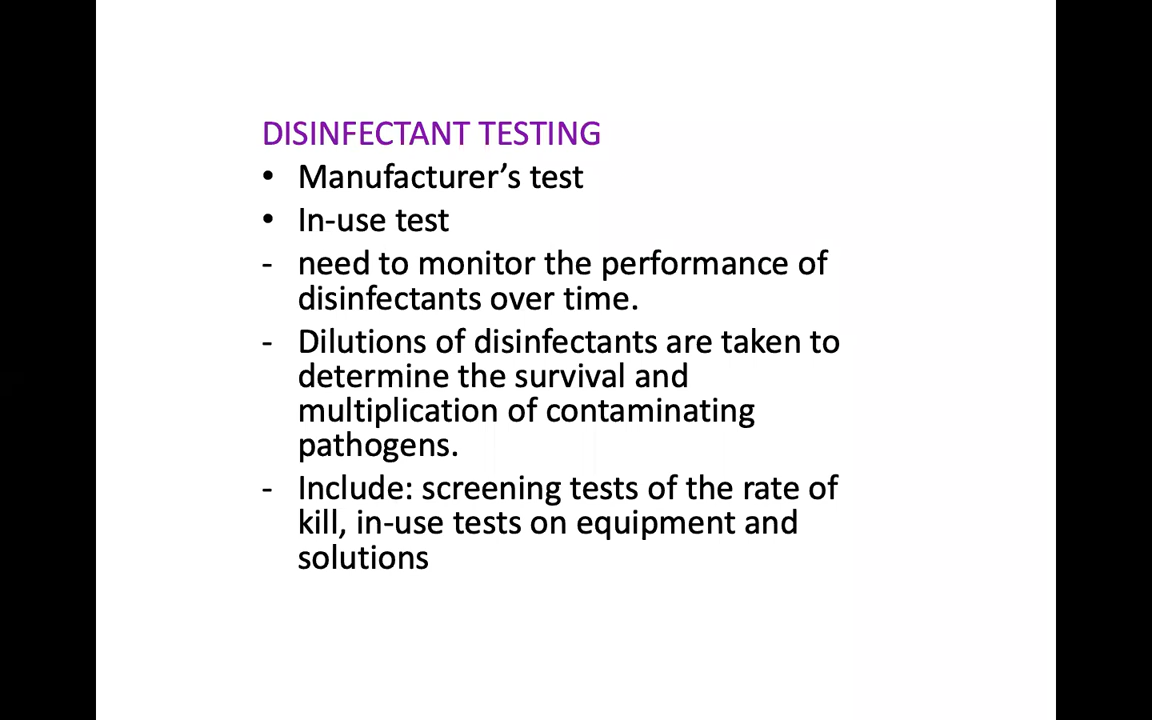 DISINFECTANT TESTING
• Manufacturer’s test
• In-use test
- need to monitor the performance of
disinfectants over time.
- Dilutions of disinfectants are taken to
determine the survival and
multiplication of contaminating
pathogens.
- Include: screening tests of the rate of
kill, in-use tests on equipment and
solutions